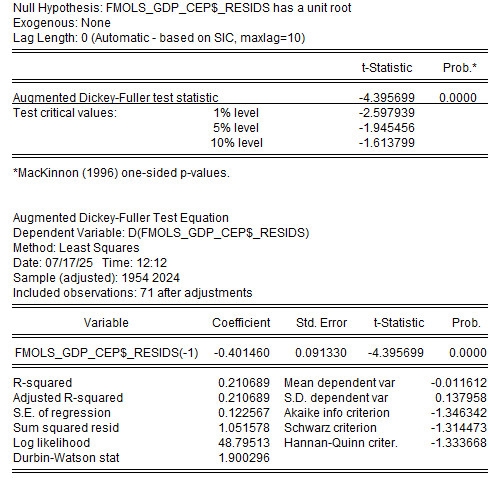 Null Hypothesis: FMOLS_GDP_CEP$_RESIDS has a unit root
Exogenous: None
Lag Length: 0 (Automatic - based on SIC, maxlag=10)
t-Statistic Prob.*
Augmented Dickey-Fuller test statistic -4.395699 0.0000
Test critical values: 1% level -2.597939
5% level -1.945456
10% level -1.613799
*MacKinnon (1996) one-sided p-values.
Augmented Dickey-Fuller Test Equation
Dependent Variable: D(FMOLS_GDP_CEP$_RESIDS)
Method: Least Squares
Date: 07/17/25 Time: 12:12
Sample (adjusted): 1954 2024
Included observations: 71 after adjustments
Variable Coefficient Std. Error t-Statistic Prob.
FMOLS_GDP_CEP$_RESIDS(-1) -0.401460 0.091330 -4.395699 0.0000
R-squared 0.210689 Mean dependent var -0.011612
Adjusted R-squared 0.210689 S.D. dependent var 0.137958
S.E. of regression 0.122567 Akaike info criterion -1.346342
Sum squared resid 1.051578 Schwarz criterion -1.314473
Log likelihood 48.79513 Hannan-Quinn criter. -1.333668
Durbin-Watson stat 1.900296